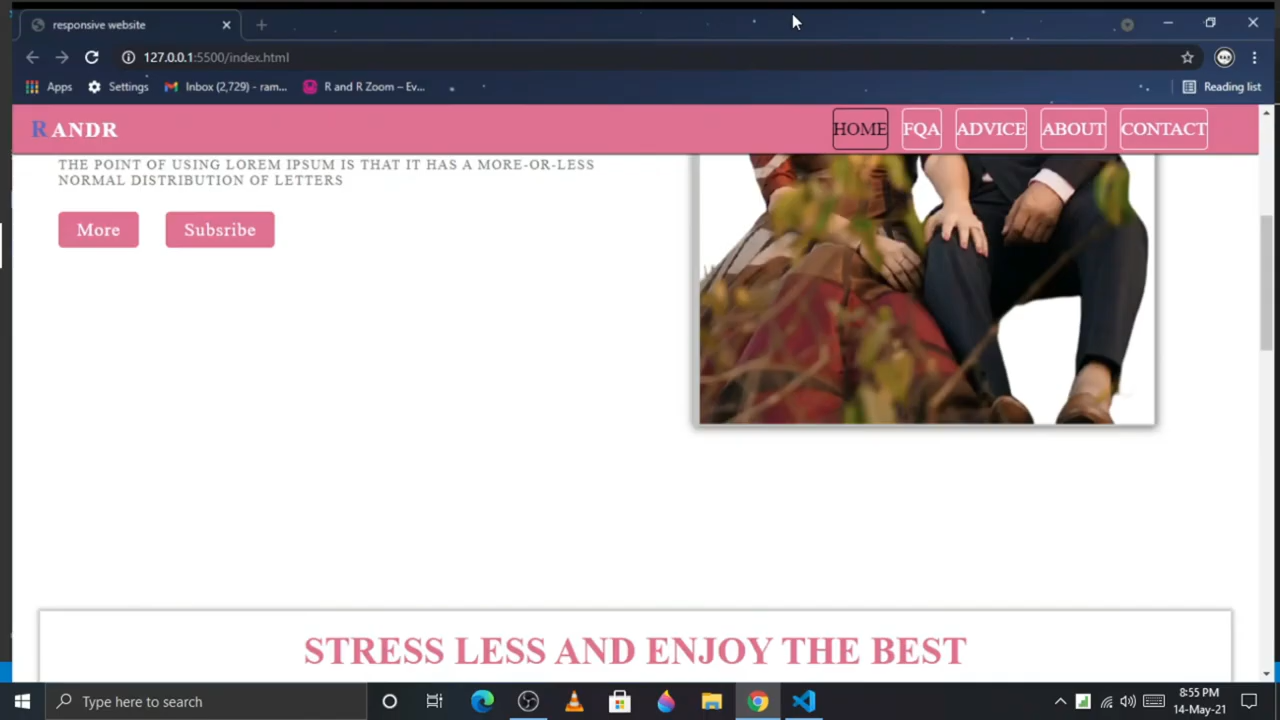 responsive website
127.0.0.1:5500/index.html
Apps Settings Inbox (2,729) - ram... R and R Zoom – Ev... Reading list
R ANDR HOME FQA ADVICE ABOUT CONTACT
THE POINT OF USING LOREM IPSUM IS THAT IT HAS A MORE-OR-LESS
NORMAL DISTRIBUTION OF LETTERS
More Subsribe
STRESS LESS AND ENJOY THE BEST
Type here to search
8:55 PM
14-May-21